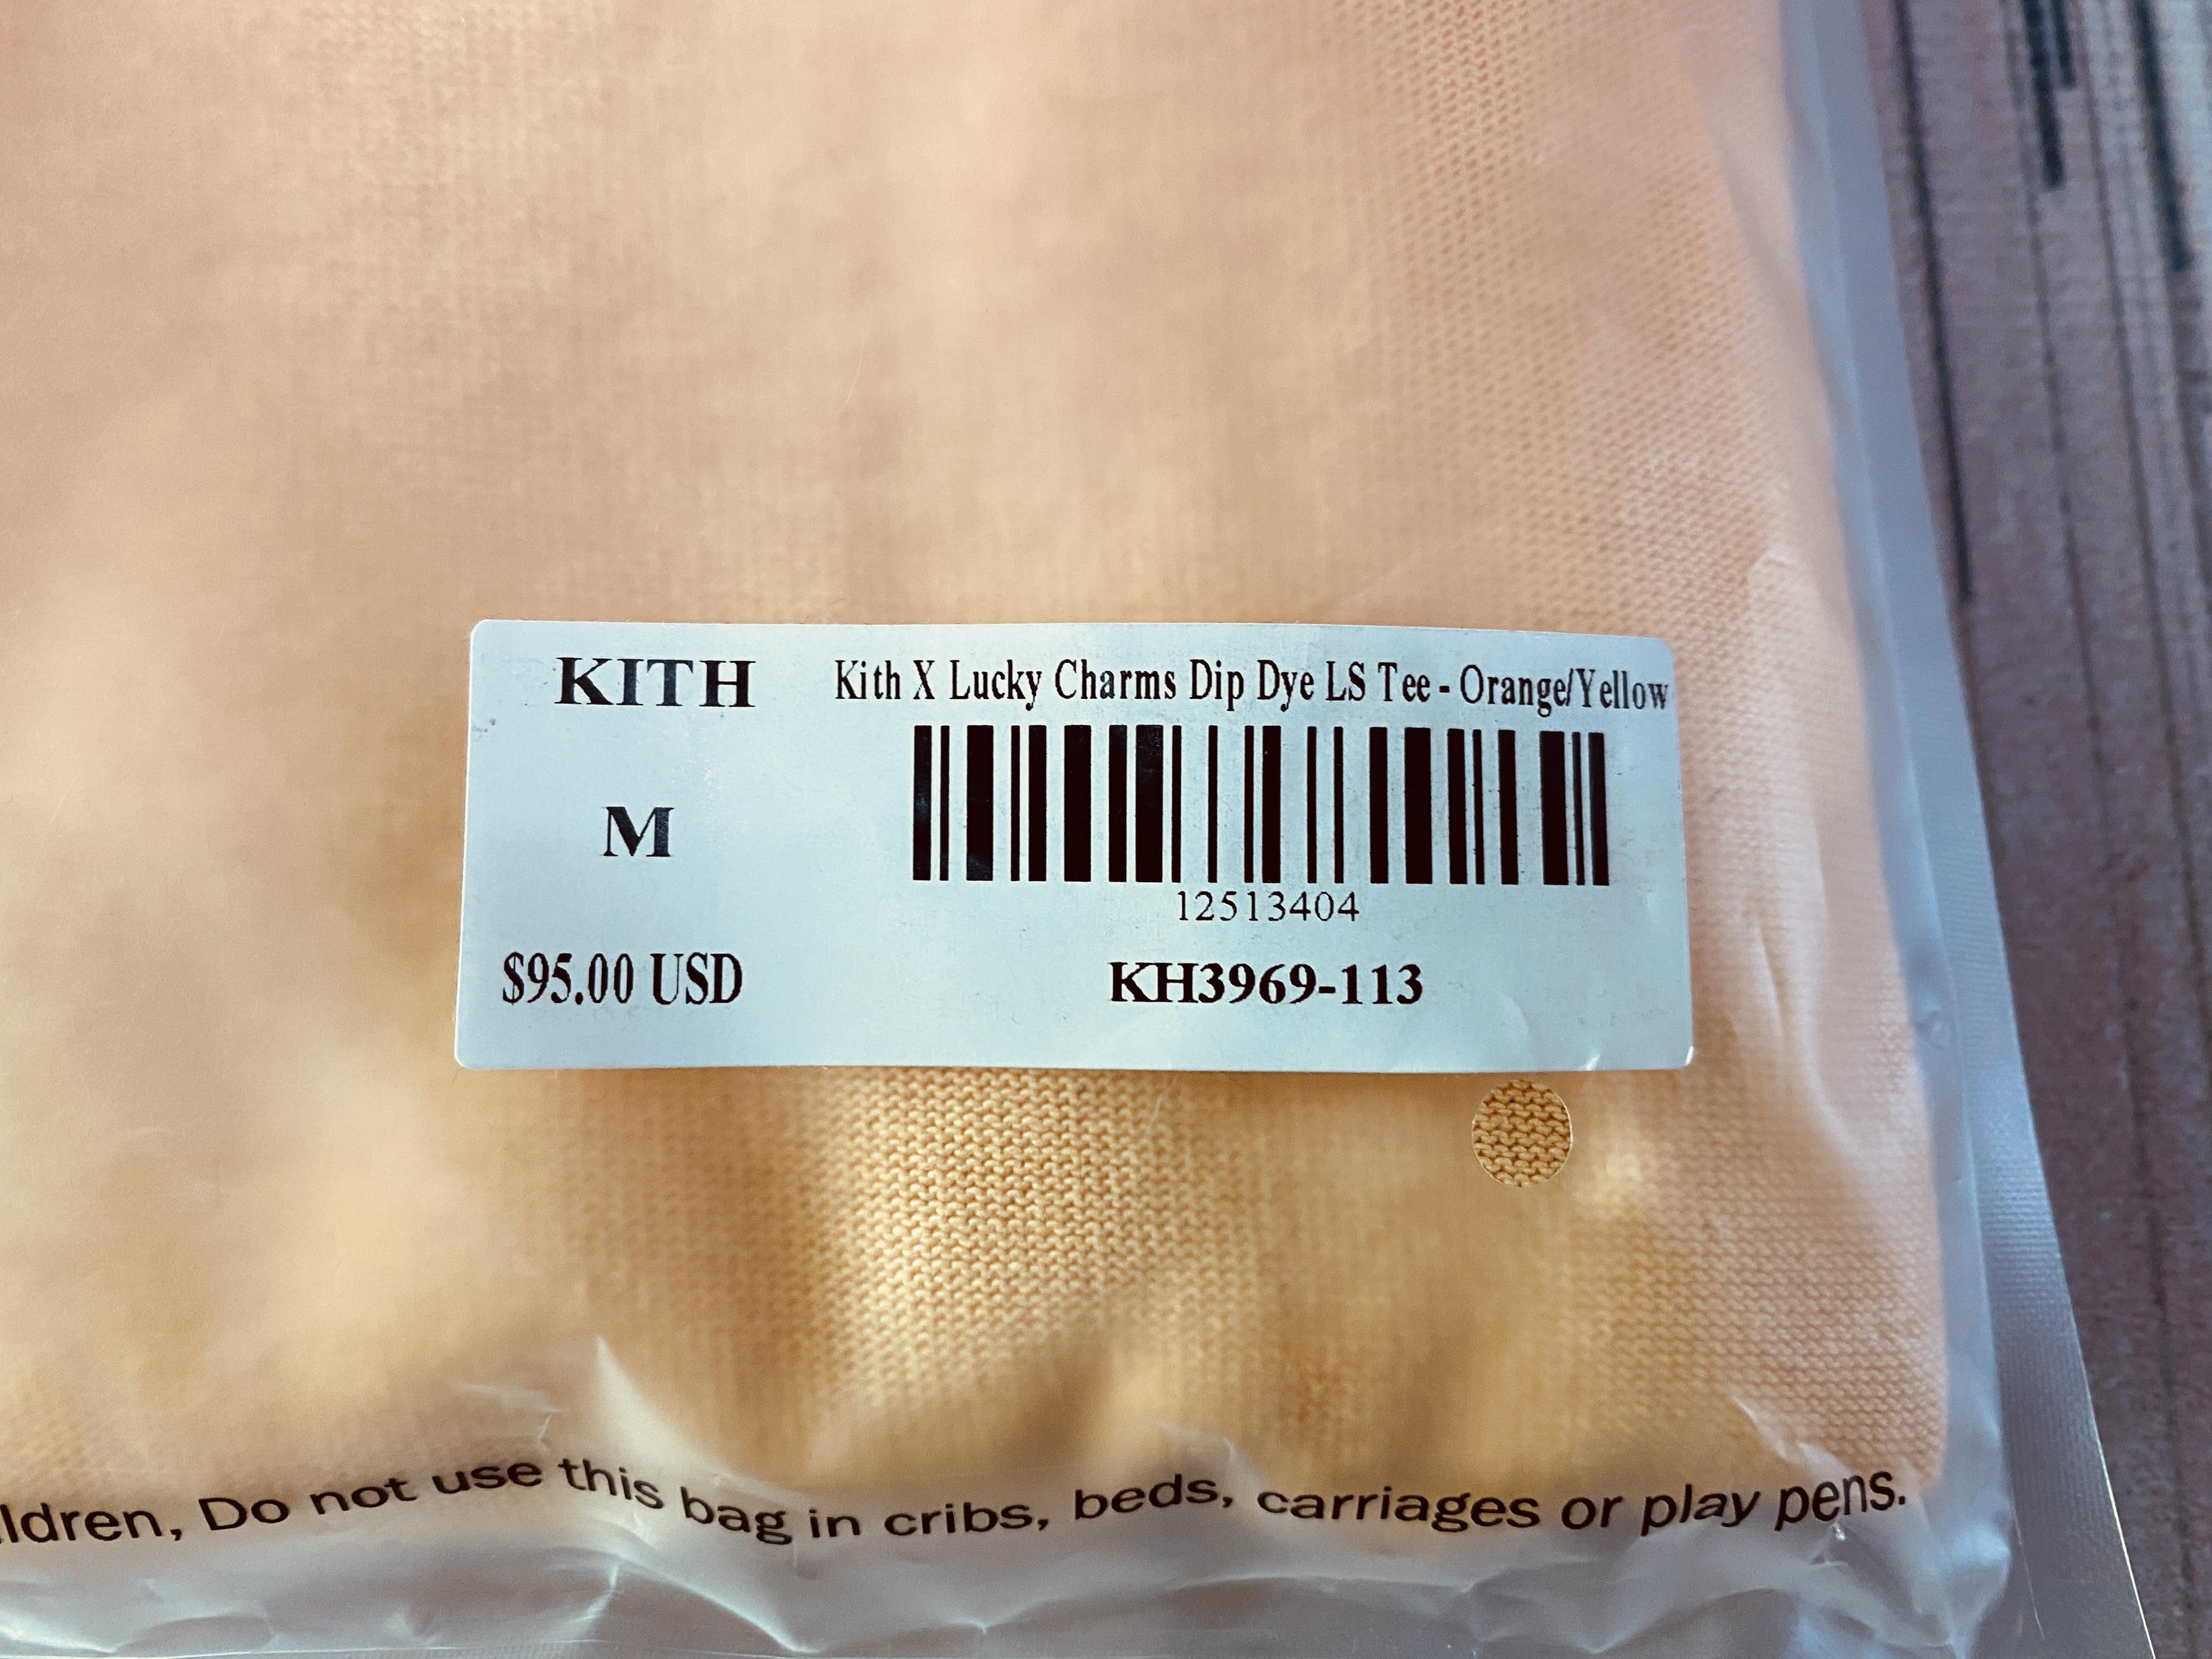 KITH
Kith X Lucky Charms Dip Dye LS Tee - Orange/Yellow
M
12513404
$95.00 USD
KH3969-113
ldren, Do not use this bag in cribs, beds, carriages or play pens.